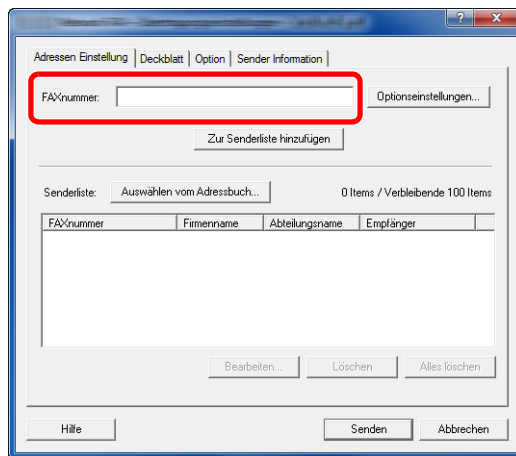 Adressen Einstellung Deckblatt Option Sender Information
FAXnummer: Optionseinstellungen...
Zur Senderliste hinzufügen
Senderliste: Auswählen vom Adressbuch... 0 Items / Verbleibende 100 Items
FAXnummer Firmenname Abteilungsname Empfänger
Bearbeiten... Löschen Alles löschen
Hilfe Senden Abbrechen